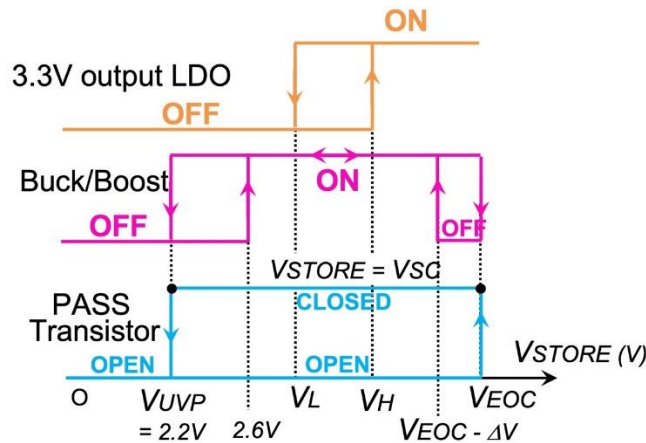 ON
3.3V output LDO
OFF
Buck/Boost
ON
OFF
OFF
VSTORE = VSC
PASS
CLOSED
Transistor
OPEN
OPEN
VSTORE (V)
O
VUVP
VL
VH
VEOC
= 2.2V
2.6V
VEOC - ΔV